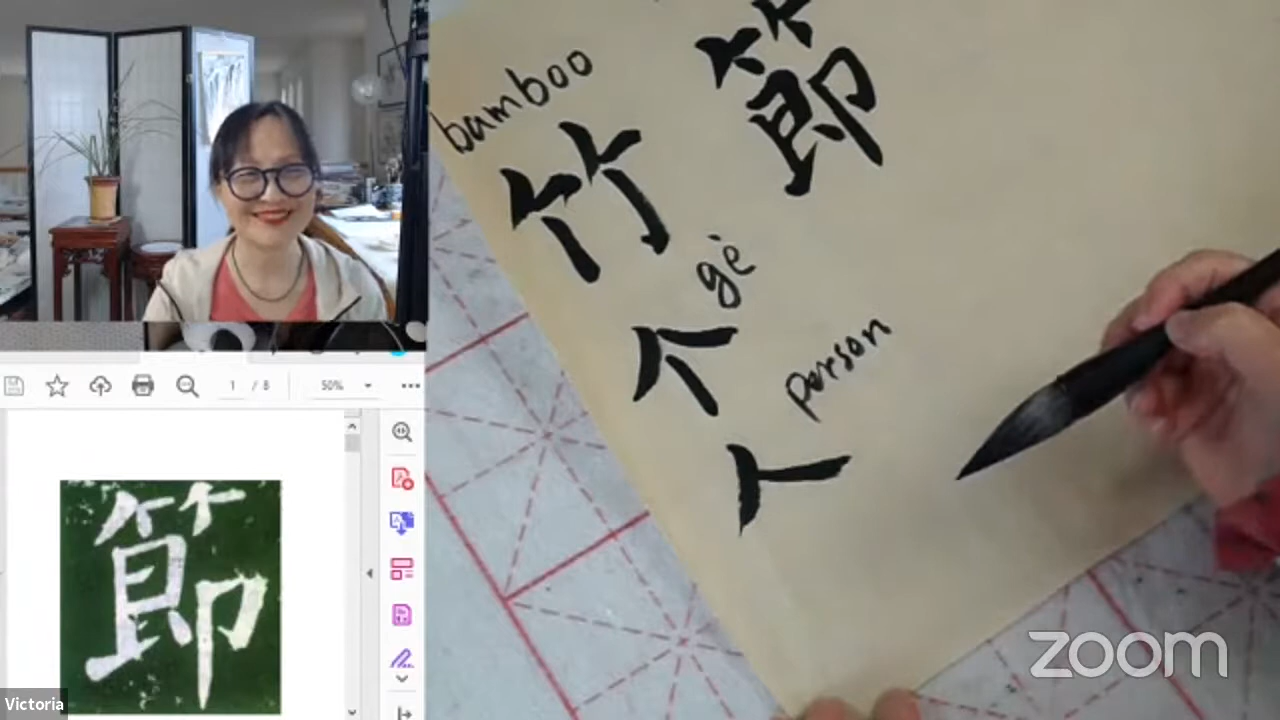 節
bamboo
竹
gè
个
person
人
1 / 8
50%
節
Victoria
zoom